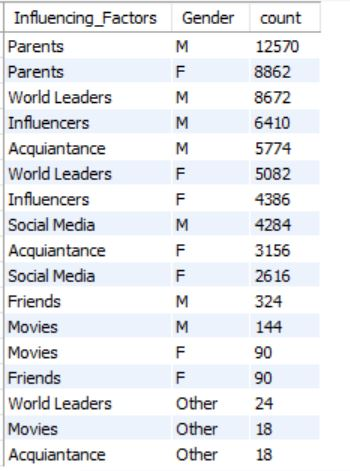 Influencing_Factors Gender count
Parents M 12570
Parents F 8862
World Leaders M 8672
Influencers M 6410
Acquiantance M 5774
World Leaders F 5082
Influencers F 4386
Social Media M 4284
Acquiantance F 3156
Social Media F 2616
Friends M 324
Movies M 144
Movies F 90
Friends F 90
World Leaders Other 24
Movies Other 18
Acquiantance Other 18